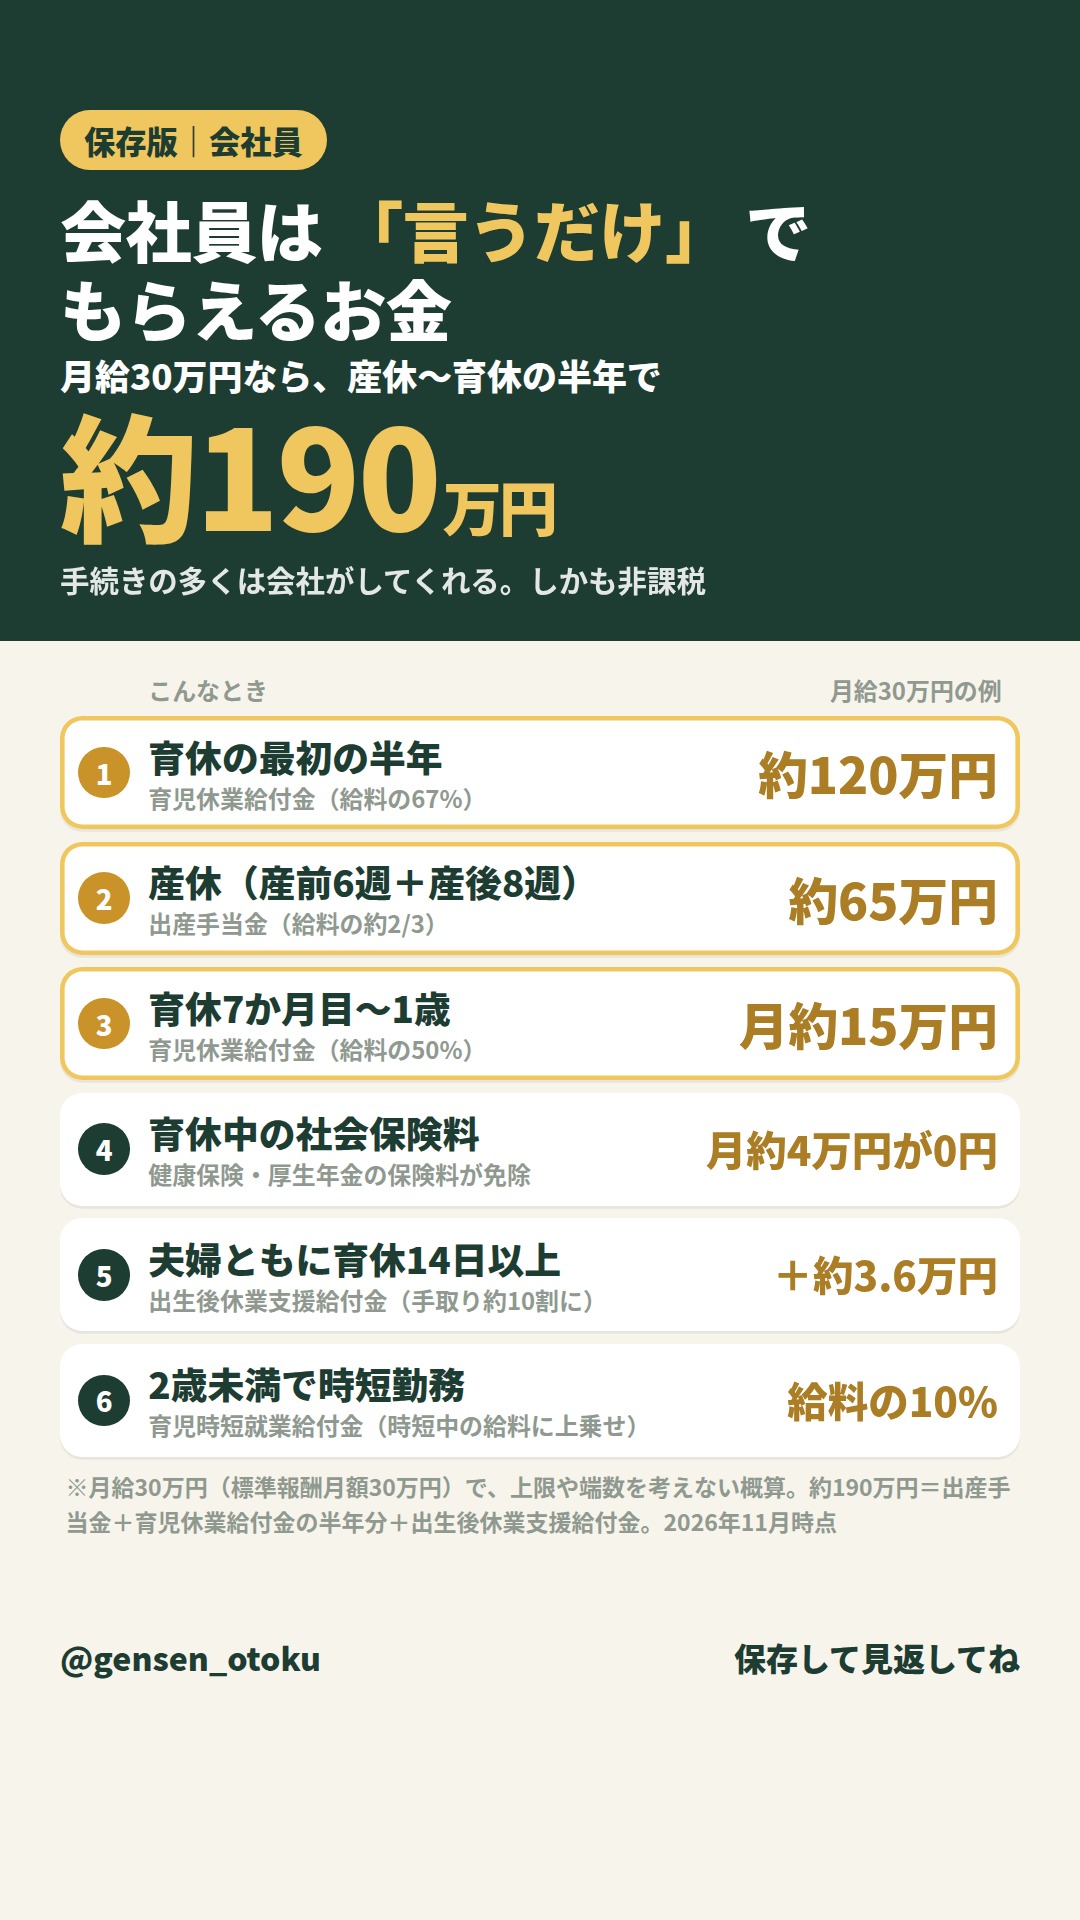 保存版｜会社員
会社員は「言うだけ」で
もらえるお金
月給30万円なら、産休〜育休の半年で
約190万円
手続きの多くは会社がしてくれる。しかも非課税
こんなとき 月給30万円の例
1 育休の最初の半年 約120万円
育児休業給付金（給料の67%）
2 産休（産前6週＋産後8週） 約65万円
出産手当金（給料の約2/3）
3 育休7か月目〜1歳 月約15万円
育児休業給付金（給料の50%）
4 育休中の社会保険料 月約4万円が0円
健康保険・厚生年金の保険料が免除
5 夫婦ともに育休14日以上 ＋約3.6万円
出生後休業支援給付金（手取り約10割に）
6 2歳未満で時短勤務 給料の10%
育児時短就業給付金（時短中の給料に上乗せ）
※月給30万円（標準報酬月額30万円）で、上限や端数を考えない概算。約190万円＝出産手
当金＋育児休業給付金の半年分＋出生後休業支援給付金。2026年11月時点
@gensen_otoku 保存して見返してね